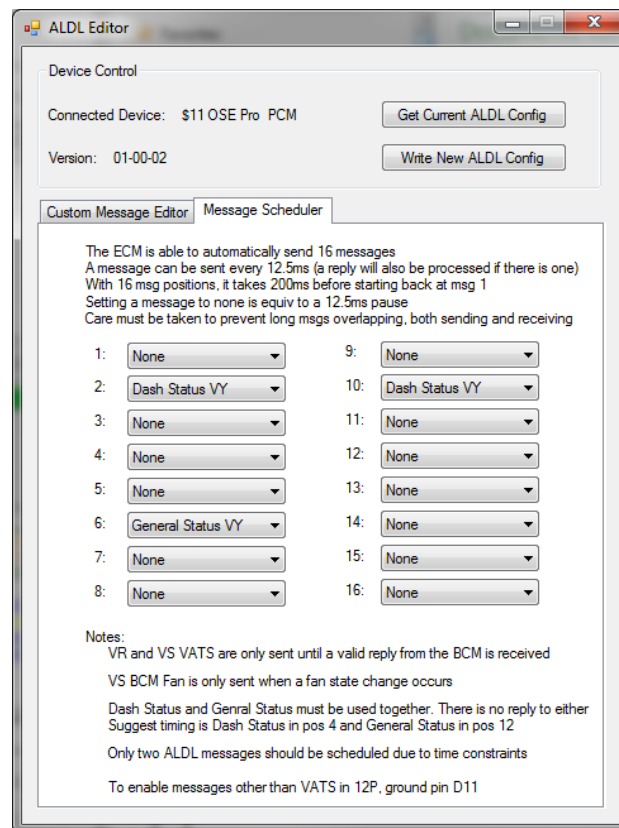 ALDL Editor
Device Control
Connected Device: $11 OSE Pro PCM
Get Current ALDL Config
Version: 01-00-02
Write New ALDL Config
Custom Message Editor
Message Scheduler
The ECM is able to automatically send 16 messages
A message can be sent every 12.5ms (a reply will also be processed if there is one)
With 16 msg positions, it takes 200ms before starting back at msg 1
Setting a message to none is equiv to a 12.5ms pause
Care must be taken to prevent long msgs overlapping, both sending and receiving
1: None
2: Dash Status VY
3: None
4: None
5: None
6: General Status VY
7: None
8: None
9: None
10: Dash Status VY
11: None
12: None
13: None
14: None
15: None
16: None
Notes:
VR and VS VATS are only sent until a valid reply from the BCM is received
VS BCM Fan is only sent when a fan state change occurs
Dash Status and Genral Status must be used together. There is no reply to either
Suggest timing is Dash Status in pos 4 and General Status in pos 12
Only two ALDL messages should be scheduled due to time constraints
To enable messages other than VATS in 12P, ground pin D11